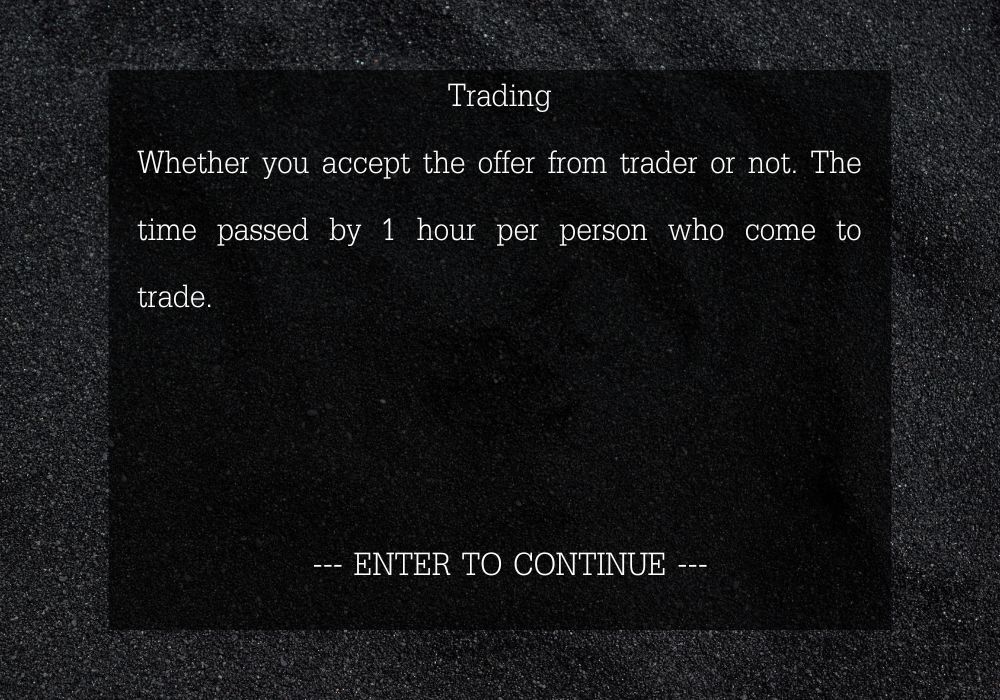 Trading
Whether you accept the offer from trader or not. The
time passed by 1 hour per person who come to
trade.
--- ENTER TO CONTINUE ---